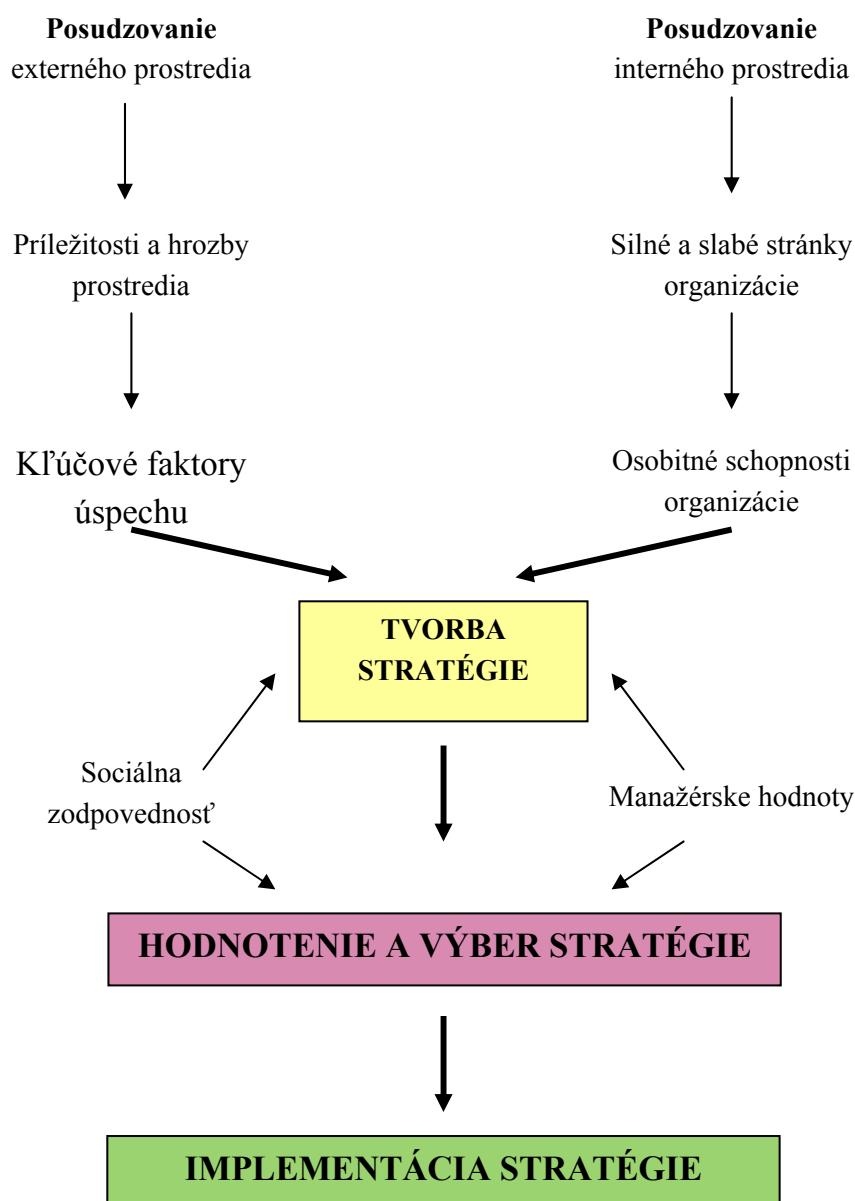 Posudzovanie
externého prostredia
Posudzovanie
interného prostredia
Príležitosti a hrozby
prostredia
Silné a slabé stránky
organizácie
Kľúčové faktory
úspechu
Osobitné schopnosti
organizácie
TVORBA
STRATÉGIE
Sociálna
zodpovednosť
Manažérske hodnoty
HODNOTENIE A VÝBER STRATÉGIE
IMPLEMENTÁCIA STRATÉGIE